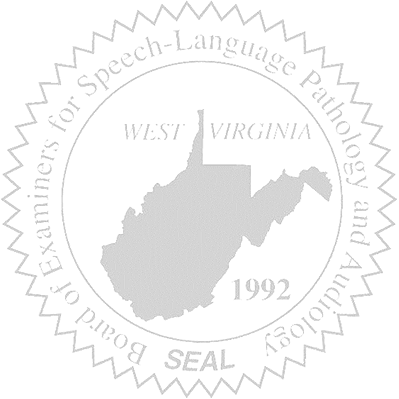 Board of Examiners for Speech-Language Pathology and Audiology
WEST VIRGINIA
1992
SEAL